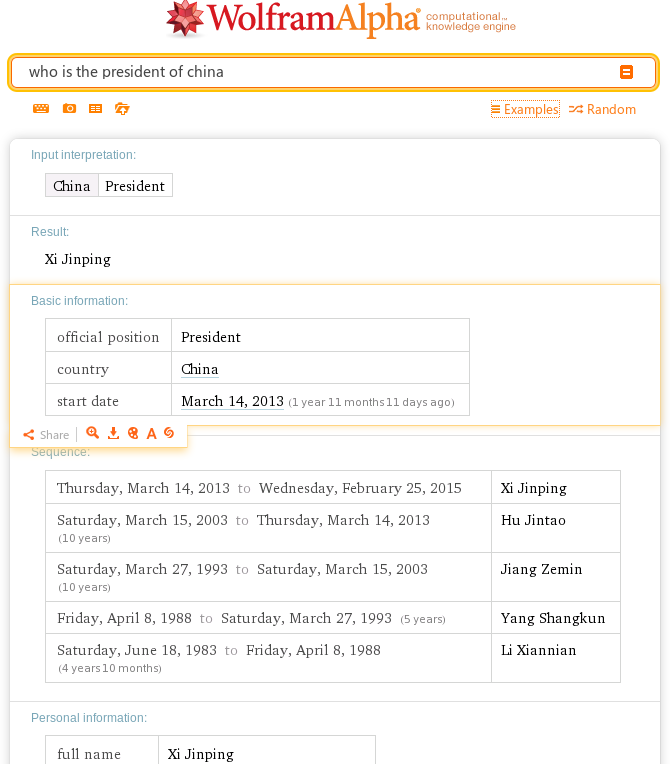 WolframAlpha® computational...
knowledge engine
who is the president of china
Examples Random
Input interpretation:
China President
Result:
Xi Jinping
Basic information:
official position President
country China
start date March 14, 2013 (1 year 11 months 11 days ago)
Share A
Sequence:
Thursday, March 14, 2013 to Wednesday, February 25, 2015 Xi Jinping
Saturday, March 15, 2003 to Thursday, March 14, 2013 Hu Jintao
(10 years)
Saturday, March 27, 1993 to Saturday, March 15, 2003 Jiang Zemin
(10 years)
Friday, April 8, 1988 to Saturday, March 27, 1993 (5 years) Yang Shangkun
Saturday, June 18, 1983 to Friday, April 8, 1988 Li Xiannian
(4 years 10 months)
Personal information:
full name Xi Jinping